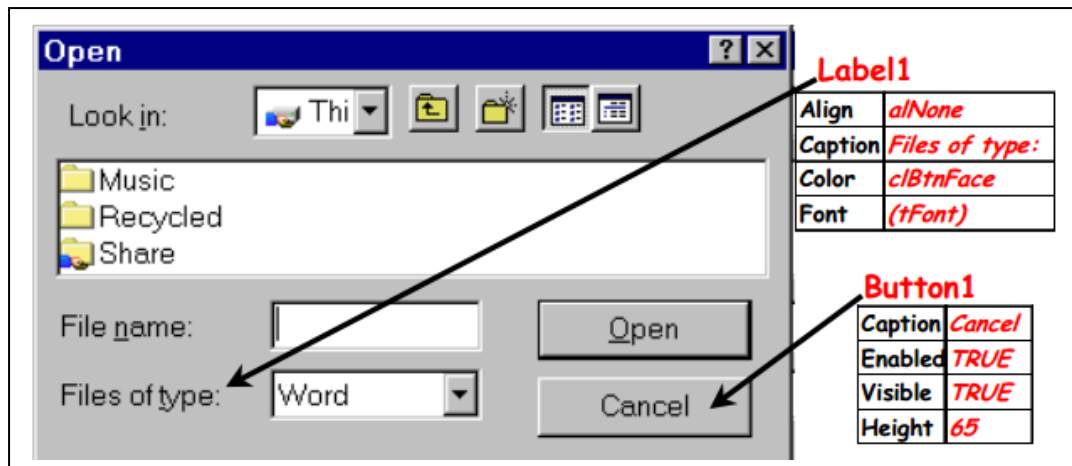 Open
Look in:
Thi
Music
Recycled
Share
File name:
Open
Files of type:
Word
Cancel
Label1
Align alNone
Caption Files of type:
Color clBtnFace
Font (tFont)
Button1
Caption Cancel
Enabled TRUE
Visible TRUE
Height 65